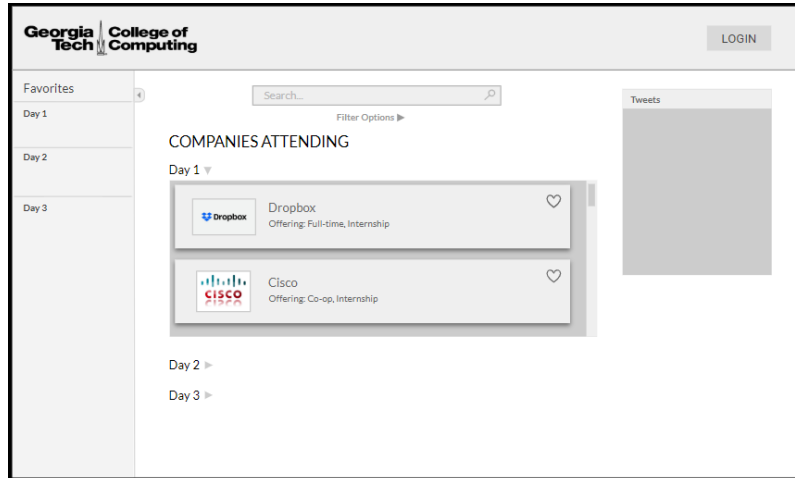 Georgia College of
Tech Computing
LOGIN
Favorites
Day 1
Day 2
Day 3
Search...
Filter Options
COMPANIES ATTENDING
Day 1
Dropbox
Dropbox
Offering: Full-time, Internship
CISCO
Cisco
Offering: Co-op, Internship
Day 2
Day 3
Tweets